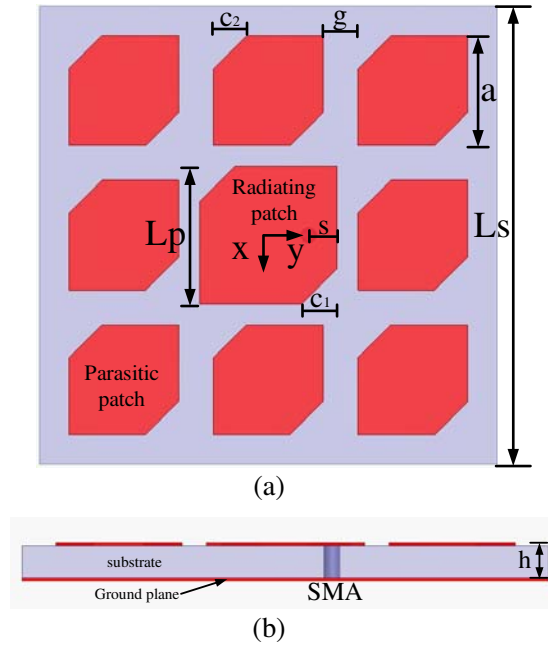 c₂
g
a
Radiating
patch
Lp
s
Ls
x
y
c₁
Parasitic
patch
(a)
substrate
h
Ground plane
SMA
(b)